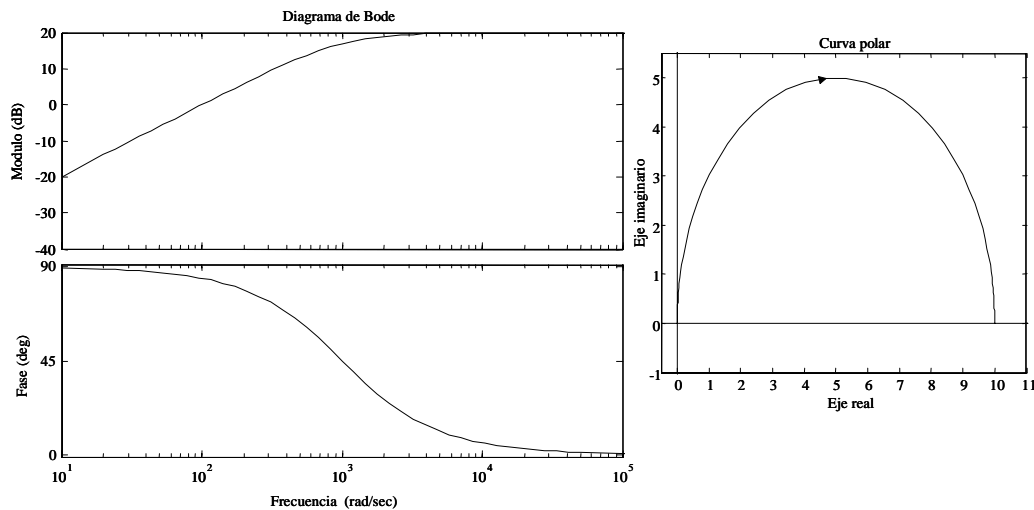 Diagrama de Bode
Modulo (dB)
20
10
0
-10
-20
-30
-40
Fase (deg)
90
45
0
10^1 10^2 10^3 10^4 10^5
Frecuencia (rad/sec)
Curva polar
Eje imaginario
5
4
3
2
1
0
-1
0 1 2 3 4 5 6 7 8 9 10 11
Eje real